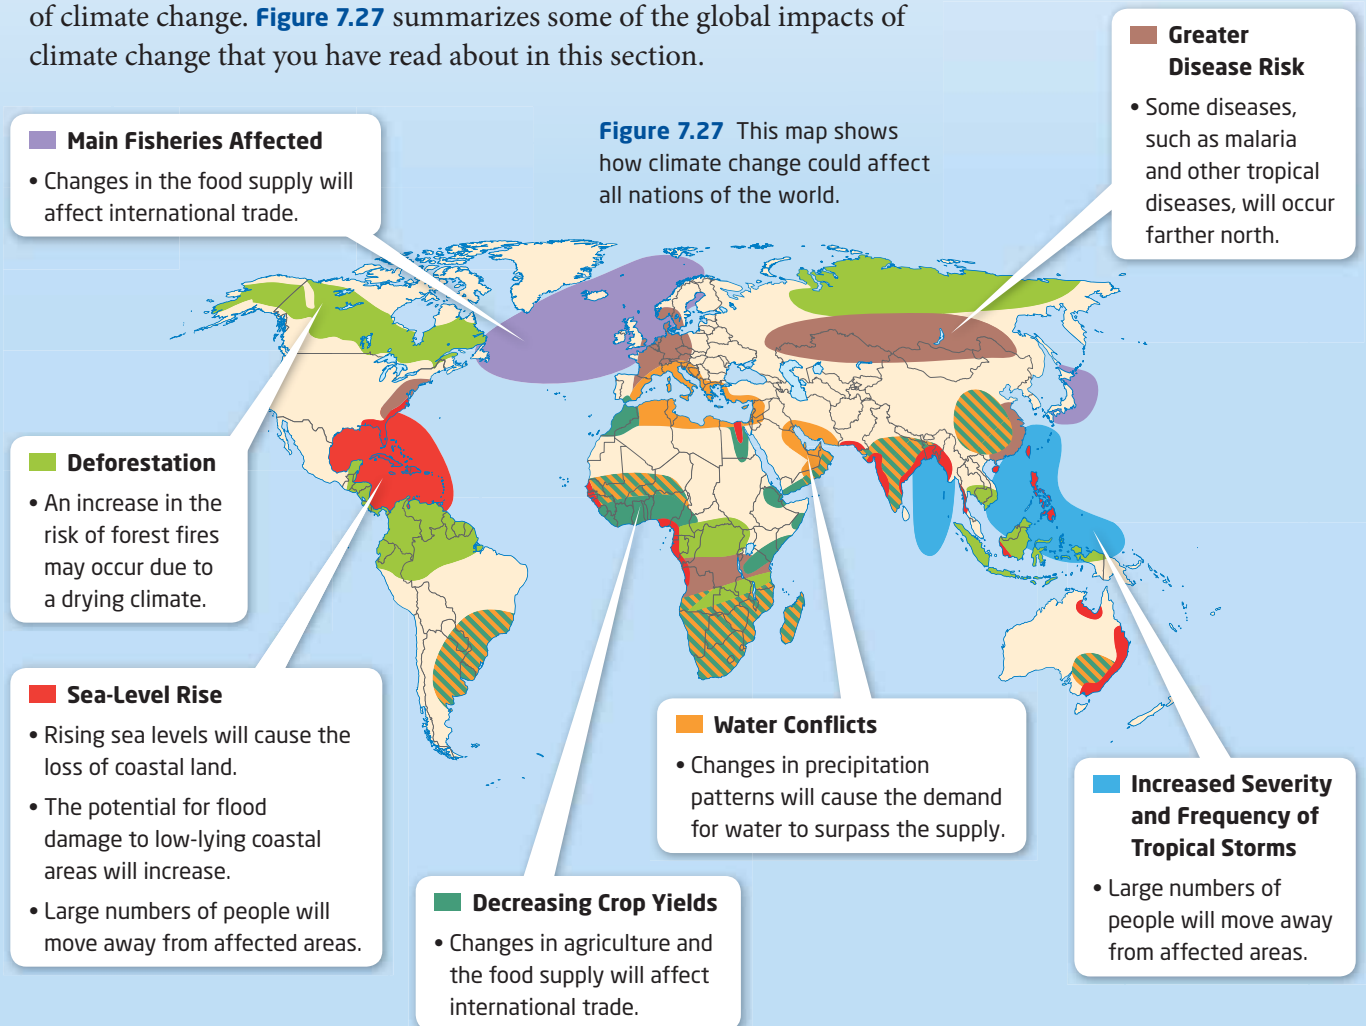 of climate change. Figure 7.27 summarizes some of the global impacts of
climate change that you have read about in this section.
Figure 7.27 This map shows
how climate change could affect
all nations of the world.
Main Fisheries Affected
• Changes in the food supply will
affect international trade.
Greater
Disease Risk
• Some diseases,
such as malaria
and other tropical
diseases, will occur
farther north.
Deforestation
• An increase in the
risk of forest fires
may occur due to
a drying climate.
Sea-Level Rise
• Rising sea levels will cause the
loss of coastal land.
• The potential for flood
damage to low-lying coastal
areas will increase.
• Large numbers of people will
move away from affected areas.
Decreasing Crop Yields
• Changes in agriculture and
the food supply will affect
international trade.
Water Conflicts
• Changes in precipitation
patterns will cause the demand
for water to surpass the supply.
Increased Severity
and Frequency of
Tropical Storms
• Large numbers of
people will move away
from affected areas.